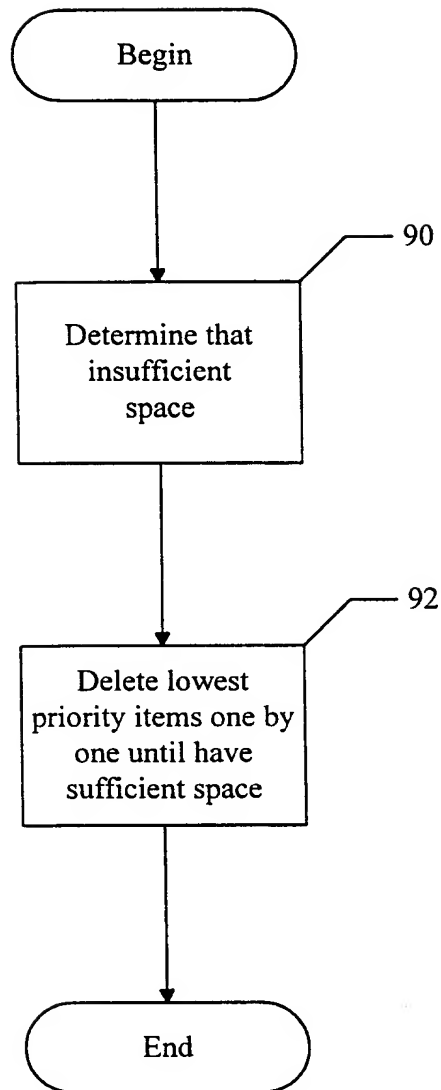 Begin
90
Determine that
insufficient
space
92
Delete lowest
priority items one by
one until have
sufficient space
End